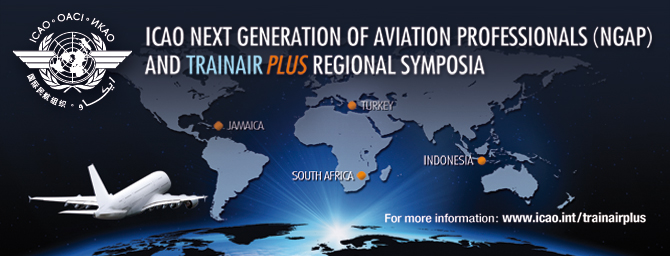 ICAO · OACI · ИКАО
国际民航组织 · إيكاو
ICAO NEXT GENERATION OF AVIATION PROFESSIONALS (NGAP)
AND TRAINAIR PLUS REGIONAL SYMPOSIA
TURKEY
JAMAICA
INDONESIA
SOUTH AFRICA
For more information: www.icao.int/trainairplus